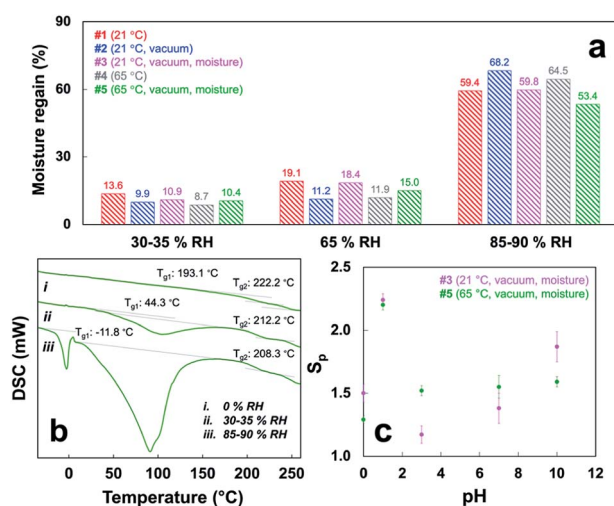 a
#1 (21 °C)
#2 (21 °C, vacuum)
#3 (21 °C, vacuum, moisture)
#4 (65 °C)
#5 (65 °C, vacuum, moisture)
Moisture regain (%)
90
60
30
0
13.6
9.9
10.9
8.7
10.4
19.1
11.2
18.4
11.9
15.0
59.4
68.2
59.8
64.5
53.4
30-35 % RH
65 % RH
85-90 % RH
b
DSC (mW)
i
ii
iii
Tg1: 193.1 °C
Tg2: 222.2 °C
Tg1: 44.3 °C
Tg2: 212.2 °C
Tg1: -11.8 °C
Tg2: 208.3 °C
i. 0 % RH
ii. 30-35 % RH
iii. 85-90 % RH
0
50
100
150
200
250
Temperature (°C)
c
#3 (21 °C, vacuum, moisture)
#5 (65 °C, vacuum, moisture)
Sp
2.5
2.0
1.5
1.0
0
2
4
6
8
10
12
14
pH